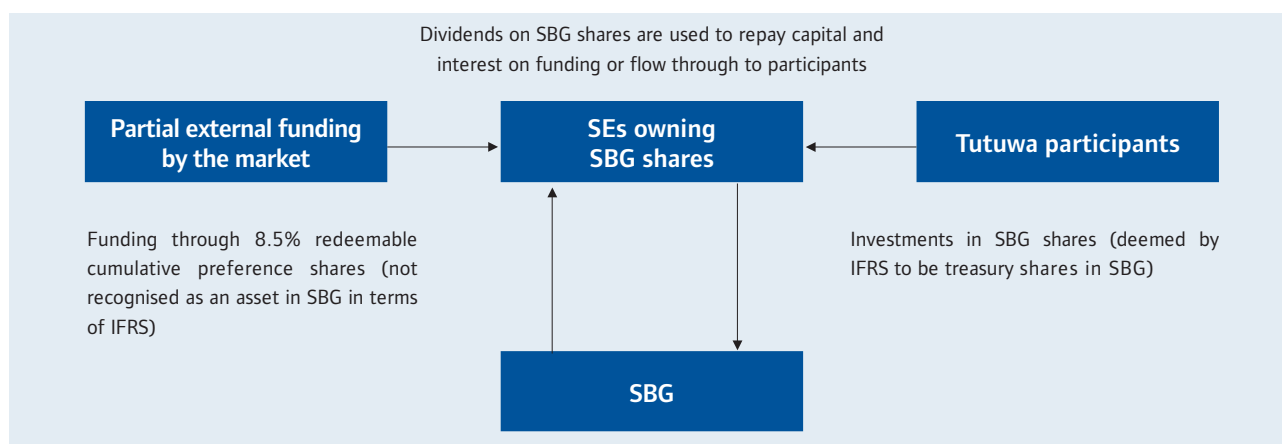 Dividends on SBG shares are used to repay capital and
interest on funding or flow through to participants
Partial external funding
by the market
SEs owning
SBG shares
Tutuwa participants
Funding through 8.5% redeemable
cumulative preference shares (not
recognised as an asset in SBG in terms
of IFRS)
Investments in SBG shares (deemed by
IFRS to be treasury shares in SBG)
SBG